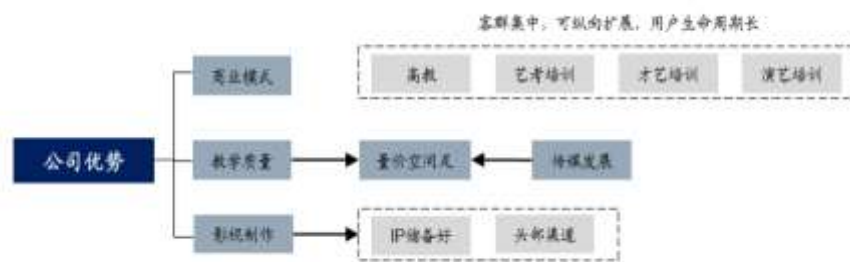 客群集中，可纵向扩展，用户生命周期长
商业模式
高教
艺考培训
才艺培训
演艺培训
公司优势
教学质量
量价空间足
传媒发展
影视制作
IP储备好
头部渠道